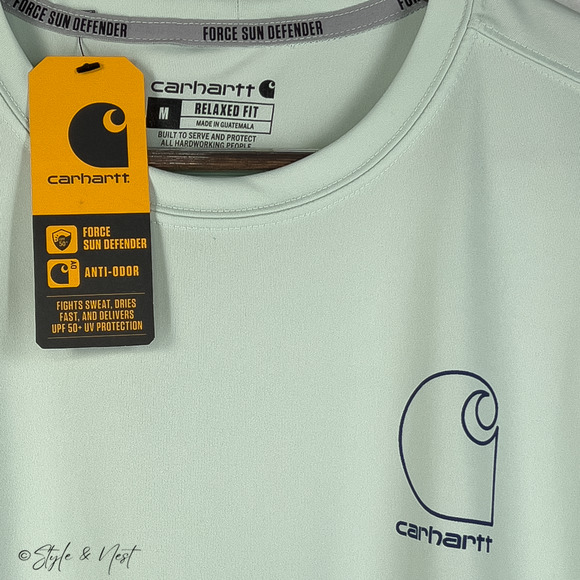 FORCE SUN DEFENDER
FORCE SUN DEFENDER
FORCE
carhartt
M RELAXED FIT
MADE IN GUATEMALA
BUILT TO SERVE AND PROTECT
ALL HARDWORKING PEOPLE
carhartt
50+
FORCE
SUN DEFENDER
ANTI-ODOR
FIGHTS SWEAT, DRIES
FAST, AND DELIVERS
UPF 50+ UV PROTECTION
carhartt
©Style & Nest